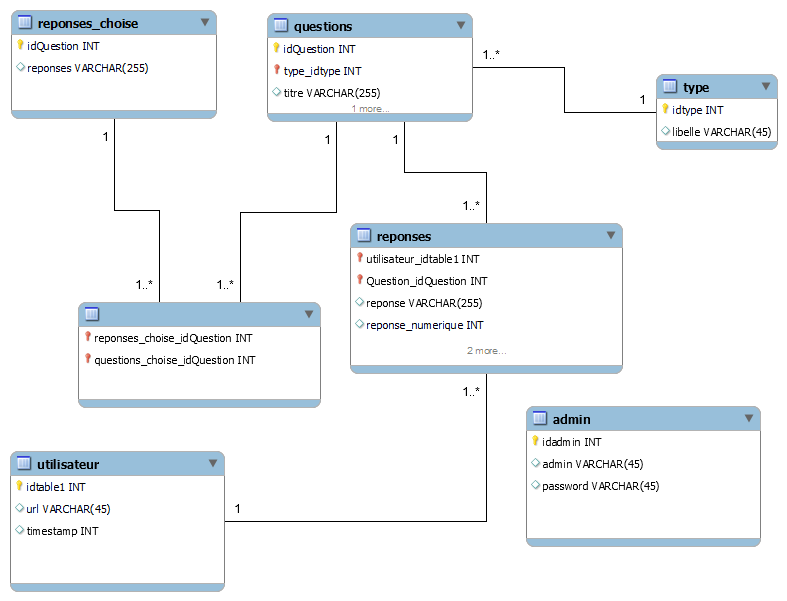 reponses_choise
idQuestion INT
reponses VARCHAR(255)
questions
idQuestion INT
type_idtype INT
titre VARCHAR(255)
1 more...
1..*
1
type
idtype INT
libelle VARCHAR(45)
1
1
1
1..*
1..*
1..*
reponses
utilisateur_idtable1 INT
Question_idQuestion INT
reponse VARCHAR(255)
reponse_numerique INT
2 more...
reponses_choise_idQuestion INT
questions_choise_idQuestion INT
1..*
1
utilisateur
idtable1 INT
url VARCHAR(45)
timestamp INT
admin
idadmin INT
admin VARCHAR(45)
password VARCHAR(45)